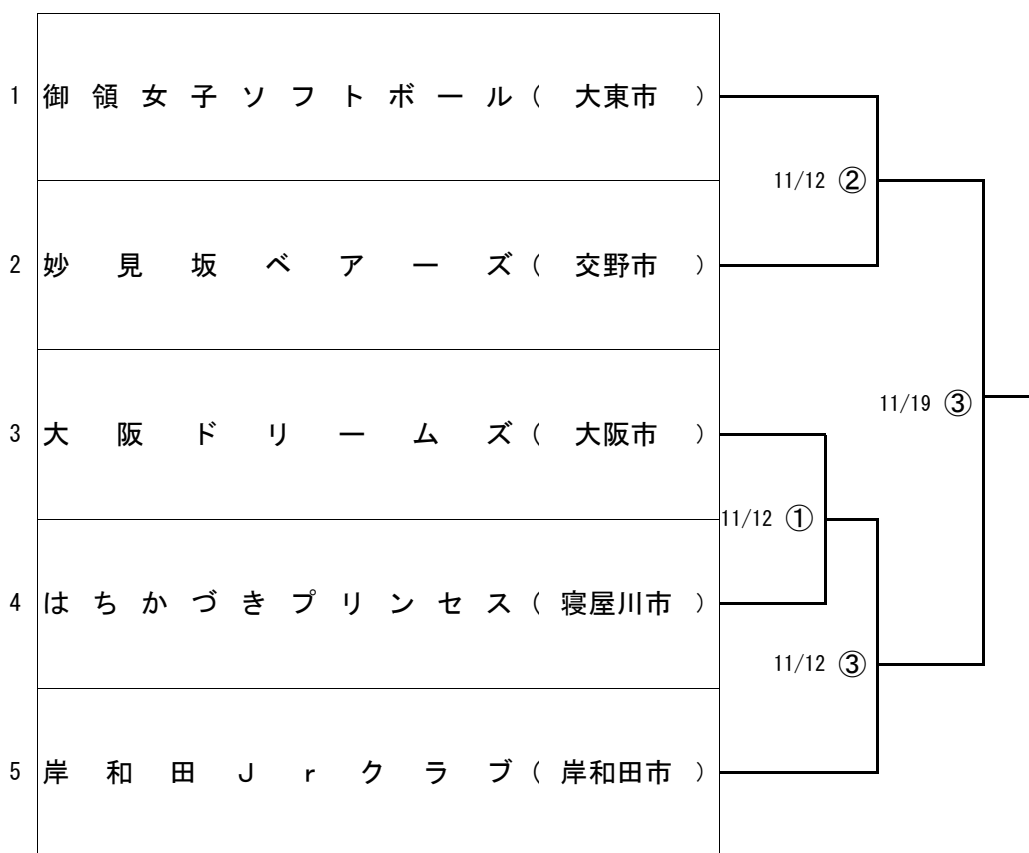 1 御領女子ソフトボール( 大東市 )
11/12 ②
2 妙見坂ベアーズ( 交野市 )
11/19 ③
3 大阪ドリームズ( 大阪市 )
11/12 ①
4 はちかづきプリンセス( 寝屋川市 )
11/12 ③
5 岸和田Jrクラブ( 岸和田市 )